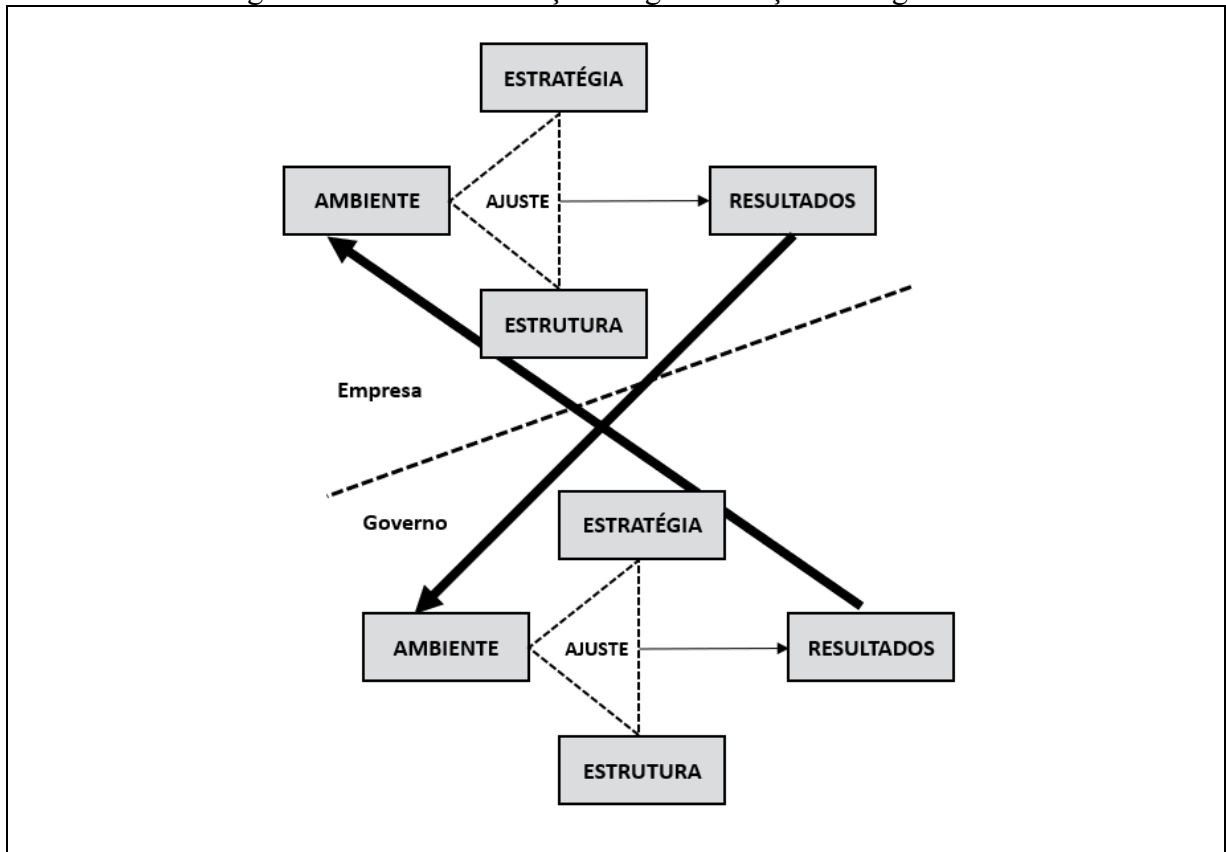 ESTRATÉGIA
AMBIENTE
AJUSTE
RESULTADOS
ESTRUTURA
Empresa
Governo
ESTRATÉGIA
AMBIENTE
AJUSTE
RESULTADOS
ESTRUTURA